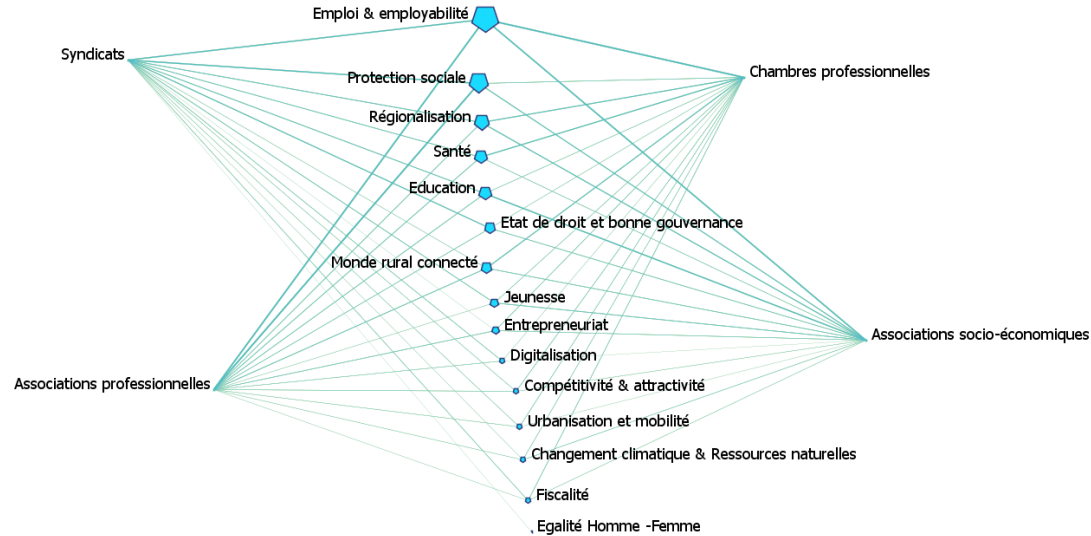 Emploi & employabilité
Syndicats
Chambres professionnelles
Protection sociale
Régionalisation
Santé
Education
Etat de droit et bonne gouvernance
Monde rural connecté
Jeunesse
Entrepreneuriat
Associations socio-économiques
Digitalisation
Associations professionnelles
Compétitivité & attractivité
Urbanisation et mobilité
Changement climatique & Ressources naturelles
Fiscalité
Egalité Homme -Femme